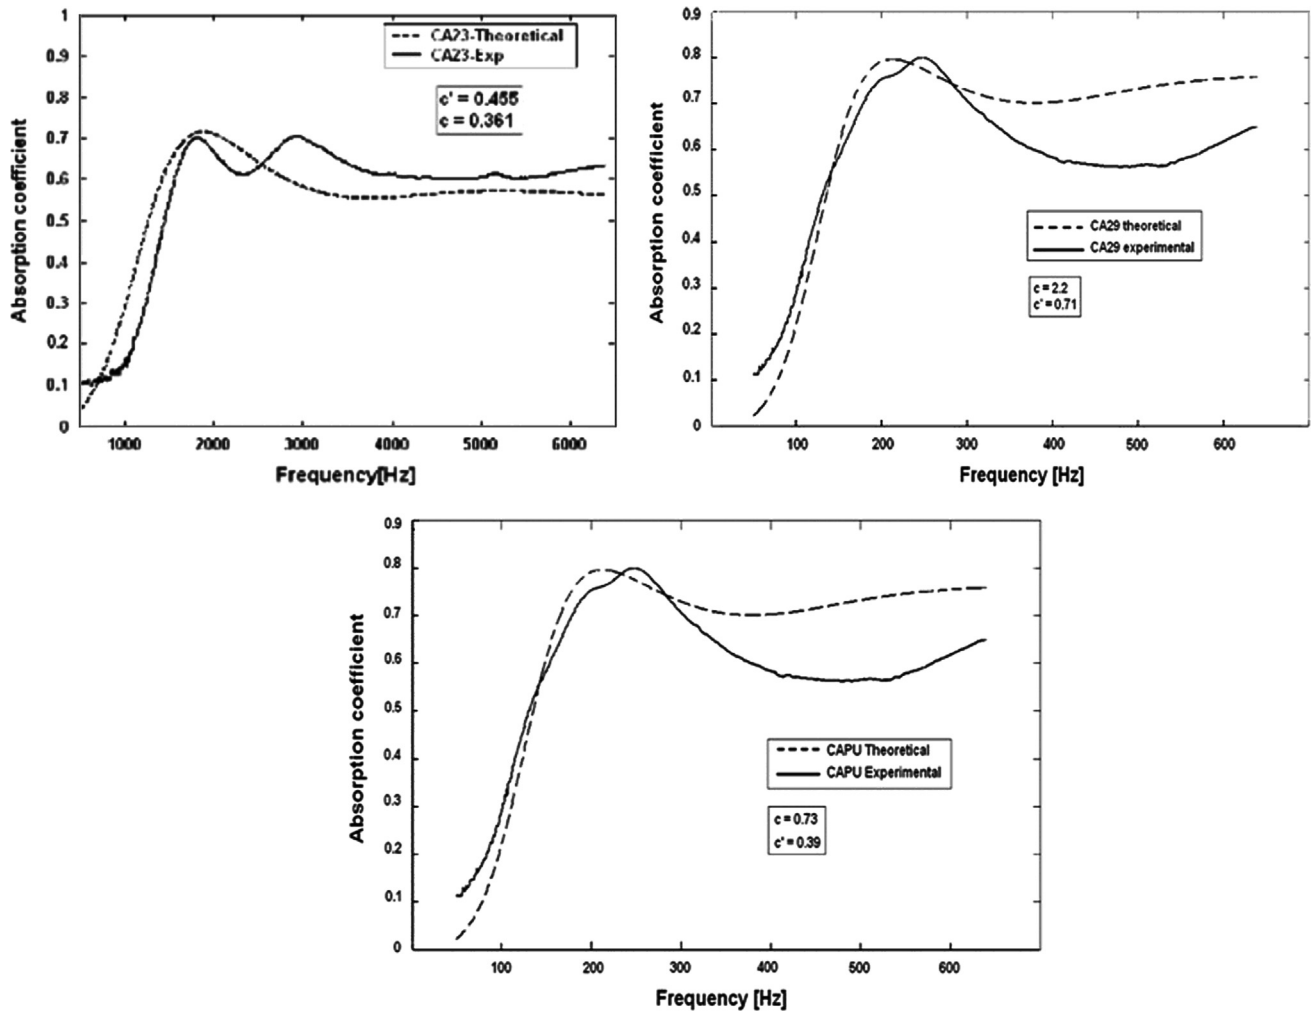 1
0.9
0.8
0.7
0.6
0.5
0.4
0.3
0.2
0.1
0
Absorption coefficient
CA23-Theoretical
CA23-Exp
c' = 0.455
c = 0.361
1000 2000 3000 4000 5000 6000
Frequency[Hz]
0.9
0.8
0.7
0.6
0.5
0.4
0.3
0.2
0.1
0
Absorption coefficient
CA29 theoretical
CA29 experimental
c = 2.2
c' = 0.71
100 200 300 400 500 600
Frequency [Hz]
0.9
0.8
0.7
0.6
0.5
0.4
0.3
0.2
0.1
0
Absorption coefficient
CAPU Theoretical
CAPU Experimental
c = 0.73
c' = 0.39
100 200 300 400 500 600
Frequency [Hz]